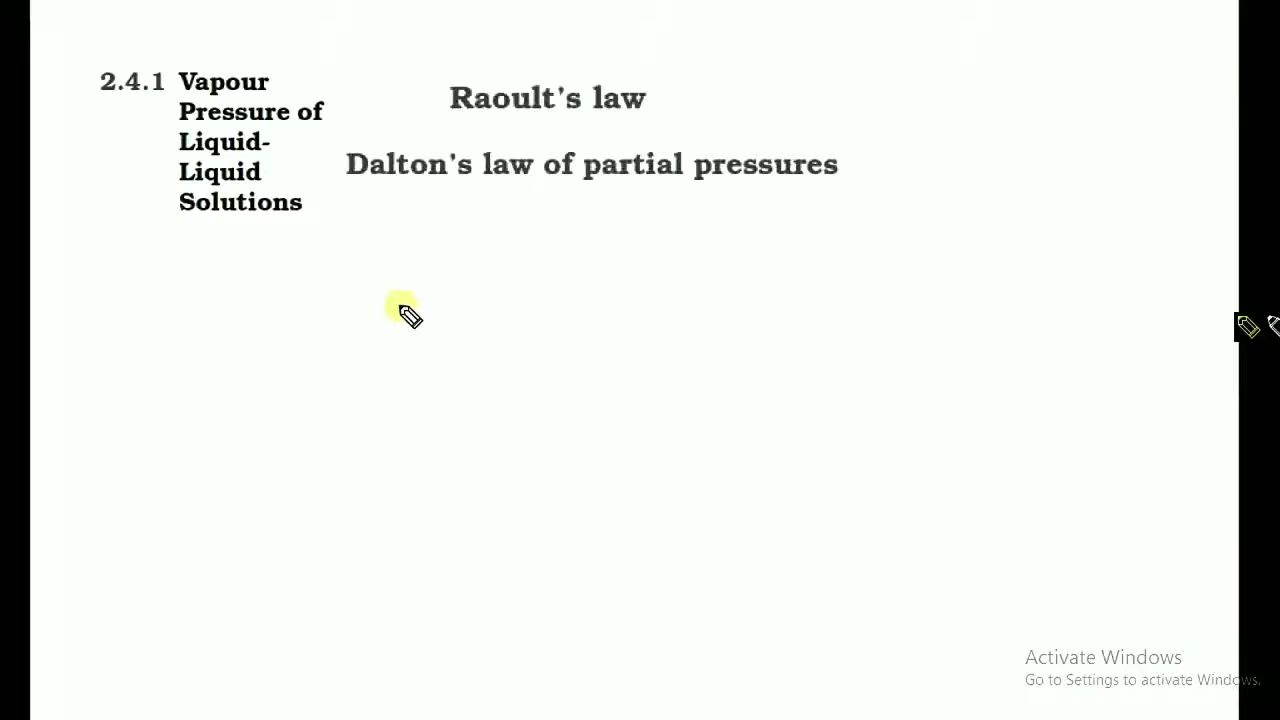 2.4.1 Vapour
Pressure of
Liquid-
Liquid
Solutions
Raoult's law
Dalton's law of partial pressures
Activate Windows
Go to Settings to activate Windows.